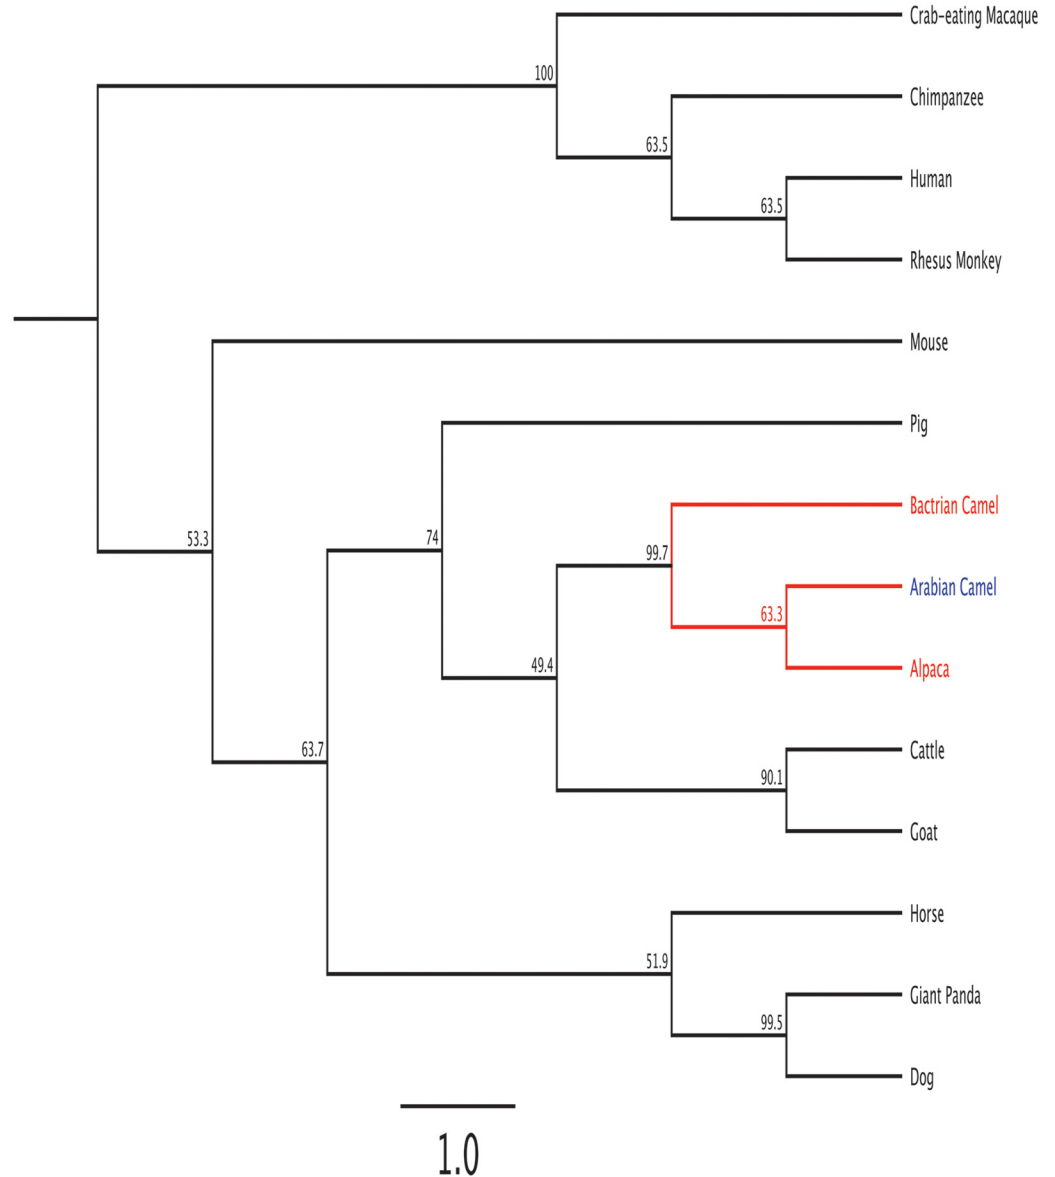 Crab-eating Macaque
100
Chimpanzee
63.5
Human
63.5
Rhesus Monkey
Mouse
Pig
Bactrian Camel
53.3
74
99.7
Arabian Camel
63.3
Alpaca
49.4
Cattle
63.7
90.1
Goat
Horse
51.9
Giant Panda
99.5
Dog
1.0